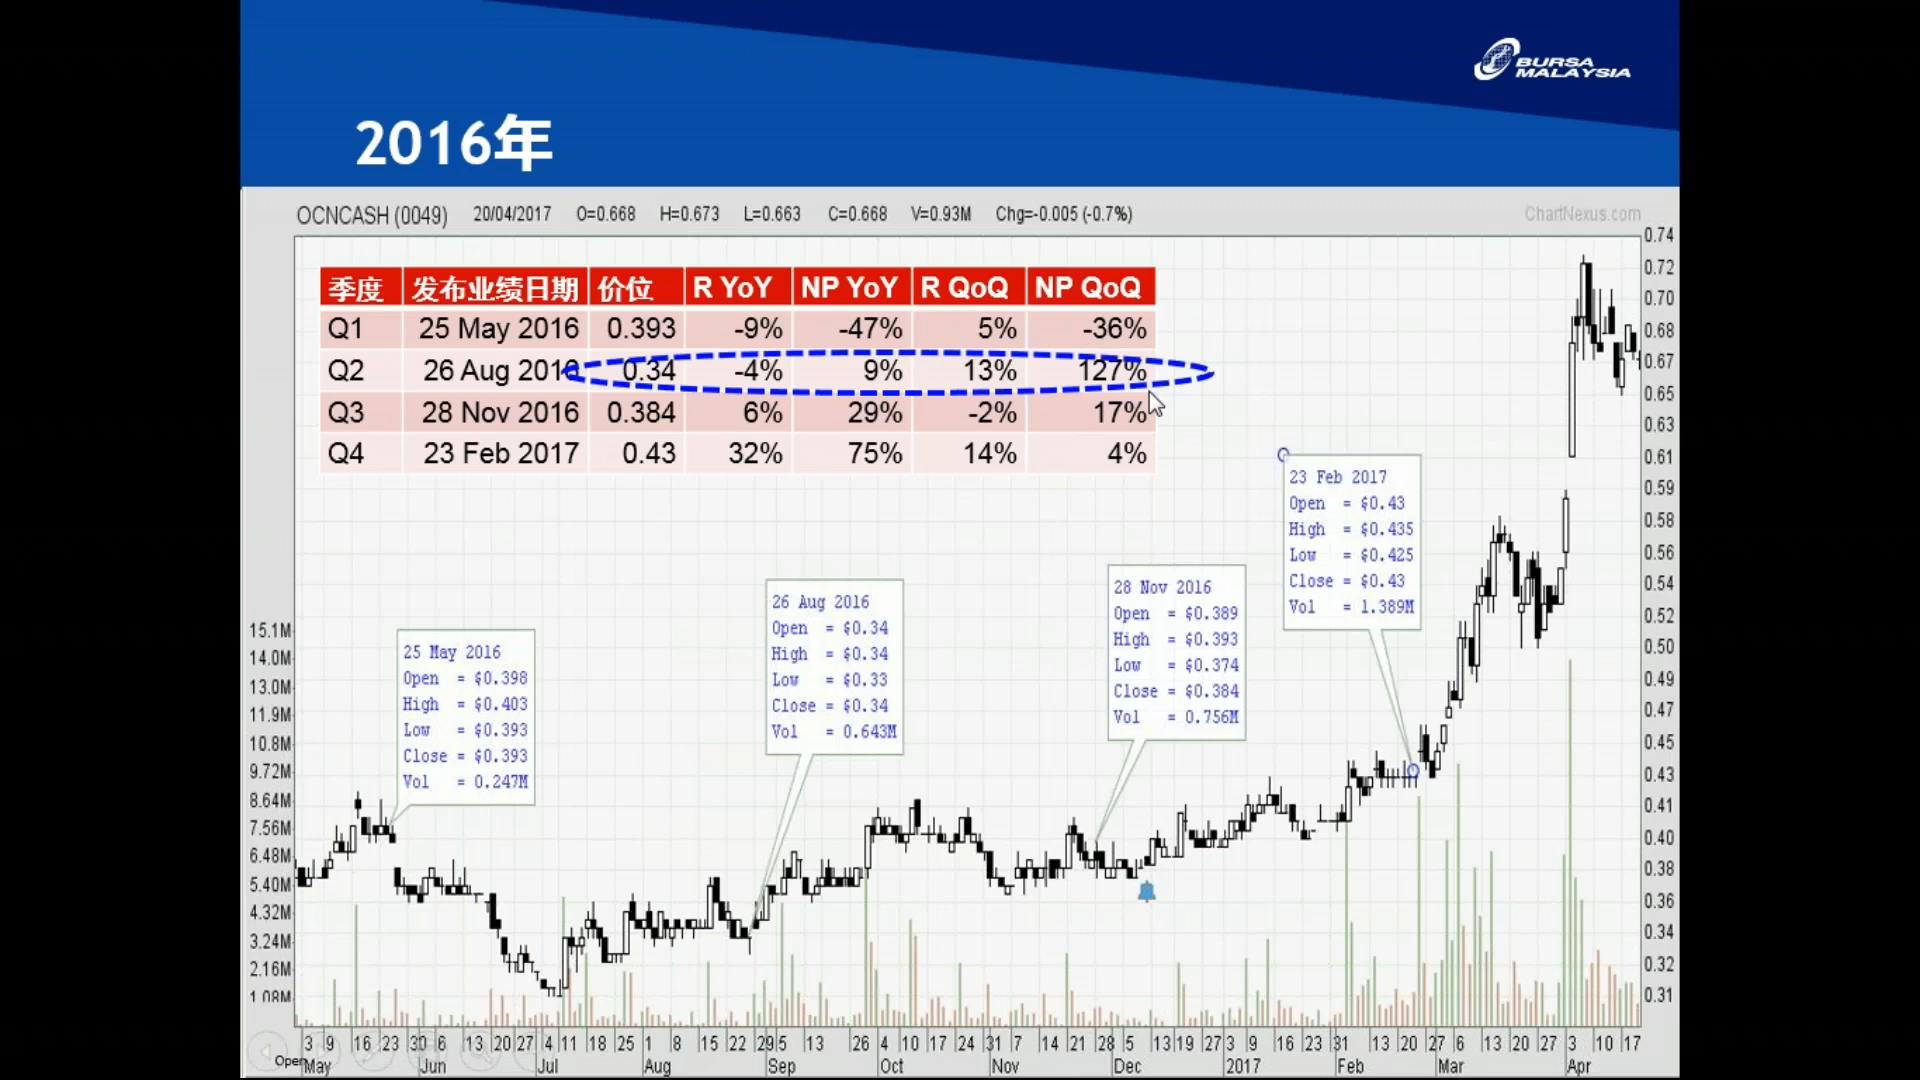 BURSA
MALAYSIA
2016年
OCNCASH (0049) 20/04/2017 O=0.668 H=0.673 L=0.663 C=0.668 V=0.93M Chg=-0.005 (-0.7%) ChartNexus.com
季度 发布业绩日期 价位 R YoY NP YoY R QoQ NP QoQ
Q1 25 May 2016 0.393 -9% -47% 5% -36%
Q2 26 Aug 2016 0.34 -4% 9% 13% 127%
Q3 28 Nov 2016 0.384 6% 29% -2% 17%
Q4 23 Feb 2017 0.43 32% 75% 14% 4%
25 May 2016
Open = $0.398
High = $0.403
Low = $0.393
Close = $0.393
Vol = 0.247M
26 Aug 2016
Open = $0.34
High = $0.34
Low = $0.33
Close = $0.34
Vol = 0.643M
28 Nov 2016
Open = $0.389
High = $0.393
Low = $0.374
Close = $0.384
Vol = 0.756M
23 Feb 2017
Open = $0.43
High = $0.435
Low = $0.425
Close = $0.43
Vol = 1.389M
15.1M
14.0M
13.0M
11.9M
10.8M
9.72M
8.64M
7.56M
6.48M
5.40M
4.32M
3.24M
2.16M
1.08M
0.74
0.72
0.70
0.68
0.67
0.65
0.63
0.61
0.59
0.58
0.56
0.54
0.52
0.50
0.49
0.47
0.45
0.43
0.41
0.40
0.38
0.36
0.34
0.32
0.31
3 9 16 23 30 6 13 20 27 4 11 18 25 1 8 15 22 29 5 13 26 4 10 17 24 31 7 14 21 28 5 13 19 27 3 9 16 23 31 13 20 27 6 13 20 27 3 10 17
Open May Jun Jul Aug Sep Oct Nov Dec 2017 Feb Mar Apr